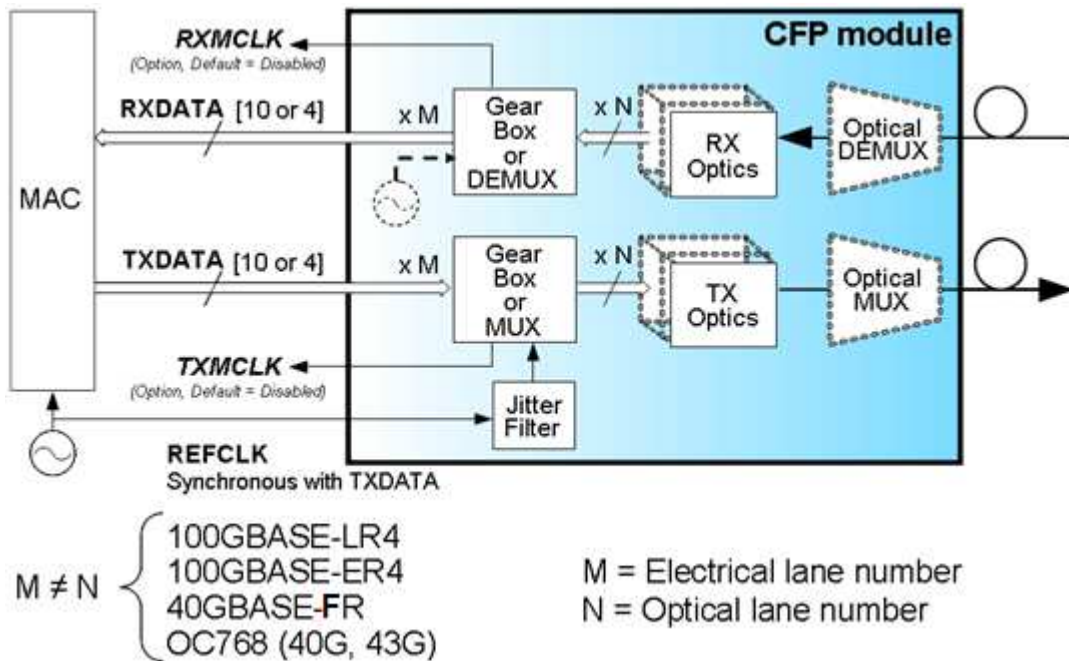 CFP module
RXMCLK
(Option, Default = Disabled)
RXDATA [10 or 4]
x M
Gear
Box
or
DEMUX
x N
RX
Optics
Optical
DEMUX
MAC
TXDATA [10 or 4]
x M
Gear
Box
or
MUX
x N
TX
Optics
Optical
MUX
TXMCLK
(Option, Default = Disabled)
Jitter
Filter
REFCLK
Synchronous with TXDATA
M ≠ N
100GBASE-LR4
100GBASE-ER4
40GBASE-FR
OC768 (40G, 43G)
M = Electrical lane number
N = Optical lane number